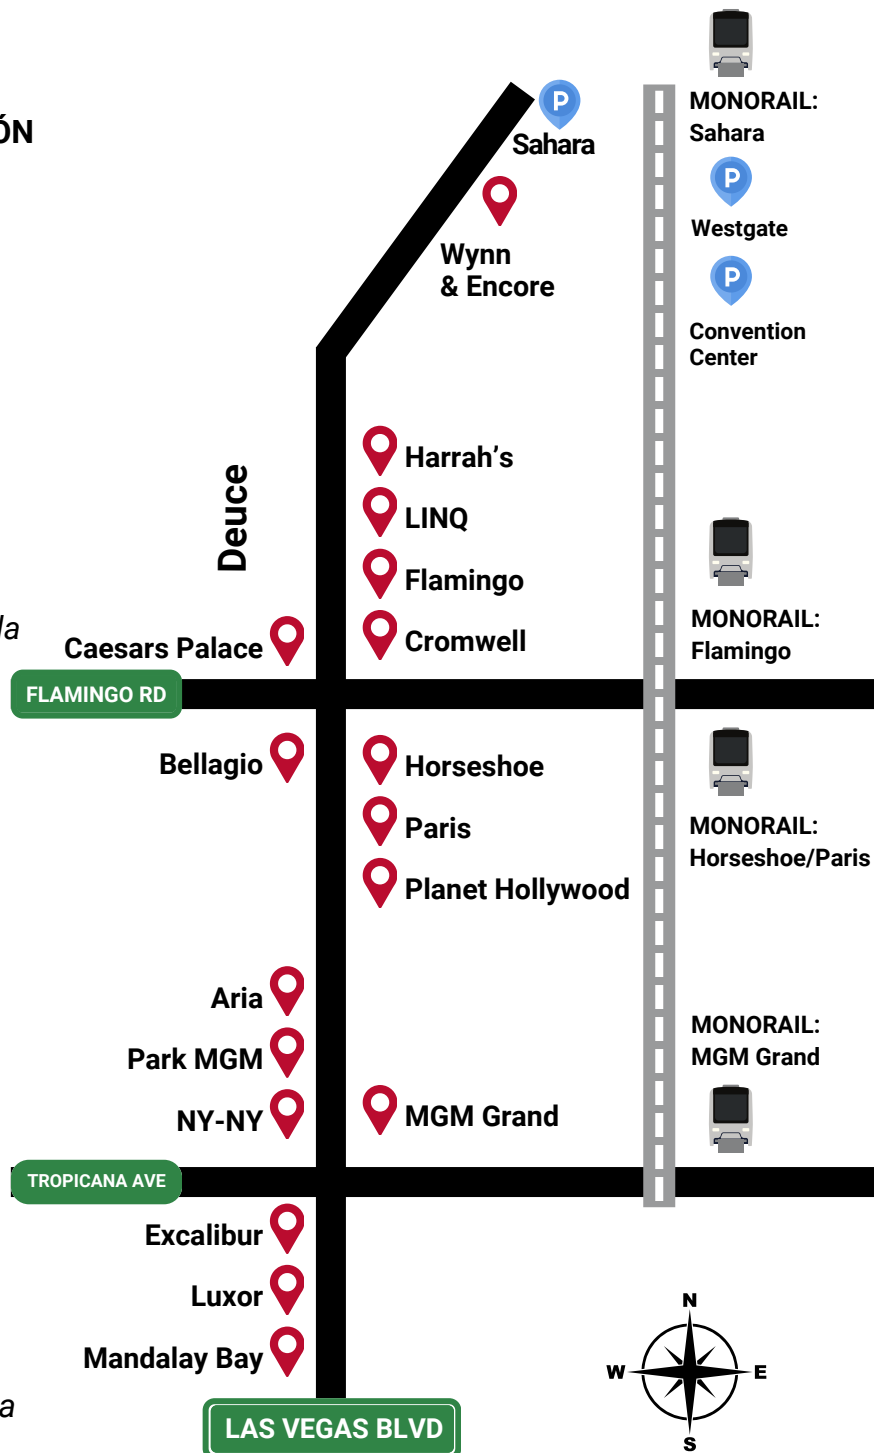 MONORAIL:
Sahara
ÓN
P
Sahara
P
Westgate
Wynn
& Encore
P
Convention
Center
Deuce
Harrah's
LINQ
Flamingo
Cromwell
la
Caesars Palace
MONORAIL:
Flamingo
FLAMINGO RD
Bellagio
Horseshoe
Paris
Planet Hollywood
MONORAIL:
Horseshoe/Paris
Aria
Park MGM
NY-NY
MGM Grand
MONORAIL:
MGM Grand
TROPICANA AVE
Excalibur
Luxor
Mandalay Bay
N
W
E
S
a
LAS VEGAS BLVD